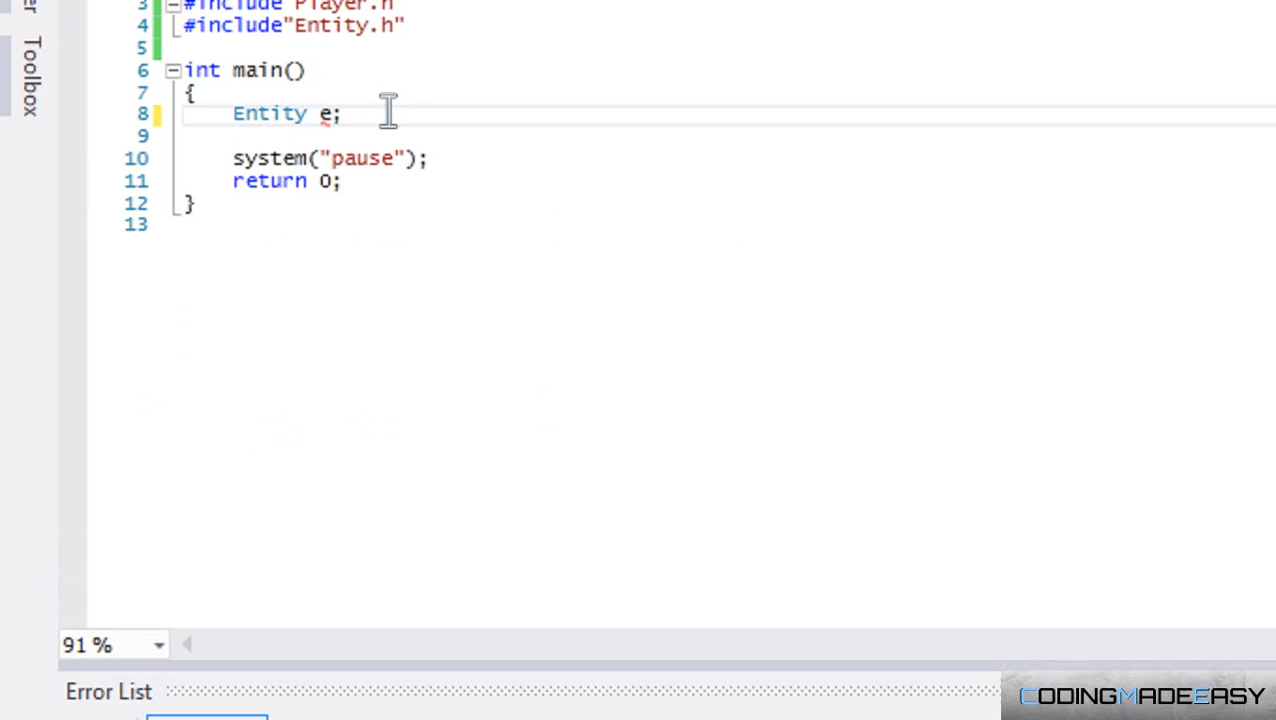 er
Toolbox
3 #include"Player.h"
4 #include"Entity.h"
5
6 int main()
7 {
8 Entity e;
9
10 system("pause");
11 return 0;
12 }
13
91 %
Error List
CODINGMADEEASY